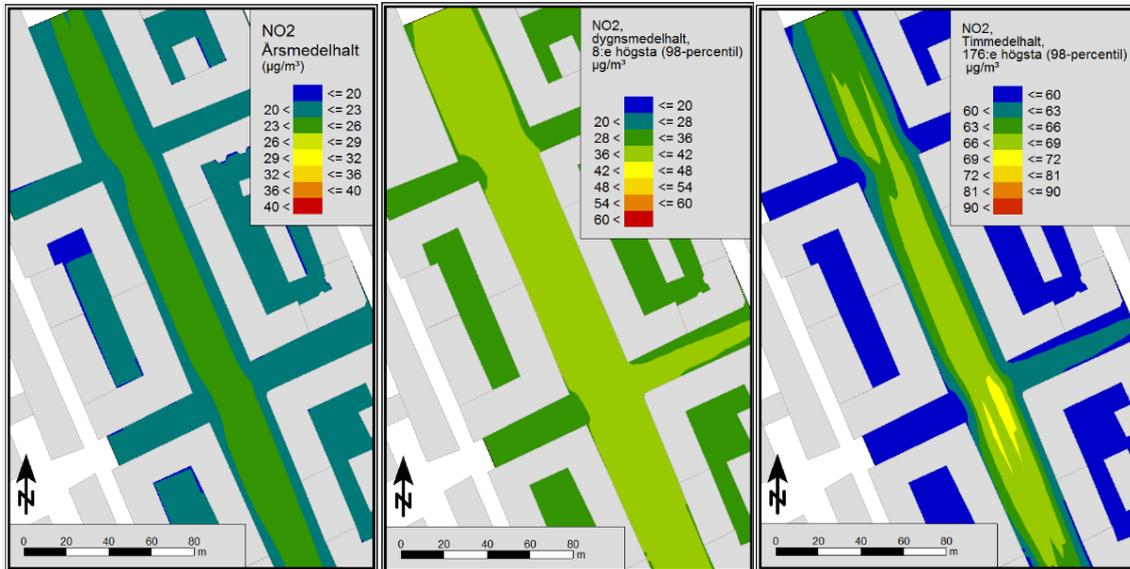 NO2
Årsmedelhalt
(µg/m³)
<= 20
20 < <= 23
23 < <= 26
26 < <= 29
29 < <= 32
32 < <= 36
36 < <= 40
40 <
N
0 20 40 60 80
m
NO2,
dygnsmedelhalt,
8:e högsta (98-percentil)
µg/m³
<= 20
20 < <= 28
28 < <= 36
36 < <= 42
42 < <= 48
48 < <= 54
54 < <= 60
60 <
N
0 20 40 60 80
m
NO2,
Timmedelhalt,
176:e högsta (98-percentil)
µg/m³
<= 60
60 < <= 63
63 < <= 66
66 < <= 69
69 < <= 72
72 < <= 81
81 < <= 90
90 <
N
0 20 40 60 80
m